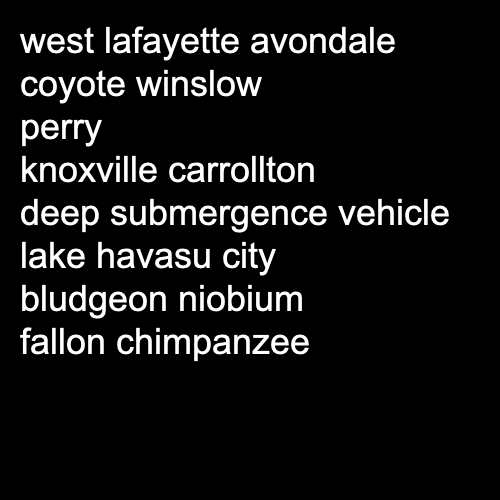 west lafayette avondale
coyote winslow
perry
knoxville carrollton
deep submergence vehicle
lake havasu city
bludgeon niobium
fallon chimpanzee